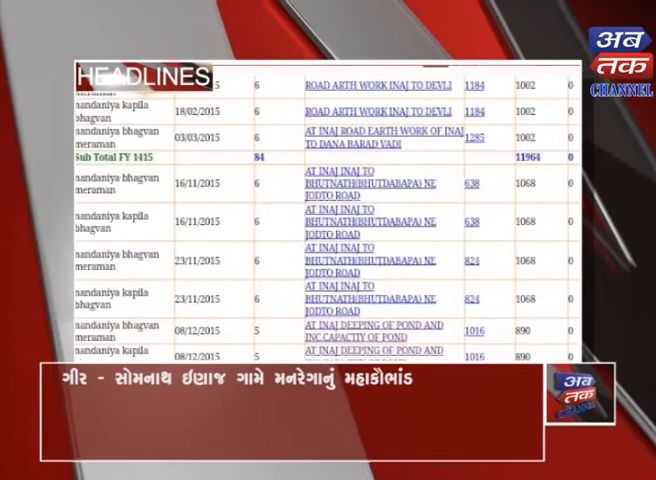 HEADLINES
अब
तक
CHANNEL
5 6 ROAD ARTH WORK INAJ TO DEVLI 1184 1002 0
nandaniya kapila bhagvan 18/02/2015 6 ROAD ARTH WORK INAJ TO DEVLI 1184 1002 0
nandaniya bhagvan meraman 03/03/2015 6 AT INAJ ROAD EARTH WORK OF INAJ TO DANA BARAD VADI 1285 1002 0
Sub Total FY 1415 84 11964 0
nandaniya bhagvan meraman 16/11/2015 6 AT INAJ INAJ TO BHUTNATH(BHUTDABAPA) NE JODTO ROAD 638 1068 0
nandaniya kapila bhagvan 16/11/2015 6 AT INAJ INAJ TO BHUTNATH(BHUTDABAPA) NE JODTO ROAD 638 1068 0
nandaniya bhagvan meraman 23/11/2015 6 AT INAJ INAJ TO BHUTNATH(BHUTDABAPA) NE JODTO ROAD 824 1068 0
nandaniya kapila bhagvan 23/11/2015 6 AT INAJ INAJ TO BHUTNATH(BHUTDABAPA) NE JODTO ROAD 824 1068 0
nandaniya bhagvan meraman 08/12/2015 5 AT INAJ DEEPING OF POND AND INC.CAPACTIY OF POND 1016 890 0
nandaniya kapila 08/12/2015 5 AT INAJ DEEPING OF POND AND 1016 890 0
ગીર - સોમનાથ ઈણાજ ગામે મનરેગાનું મહાકૌભાંડ
अब
तक
CHANNEL